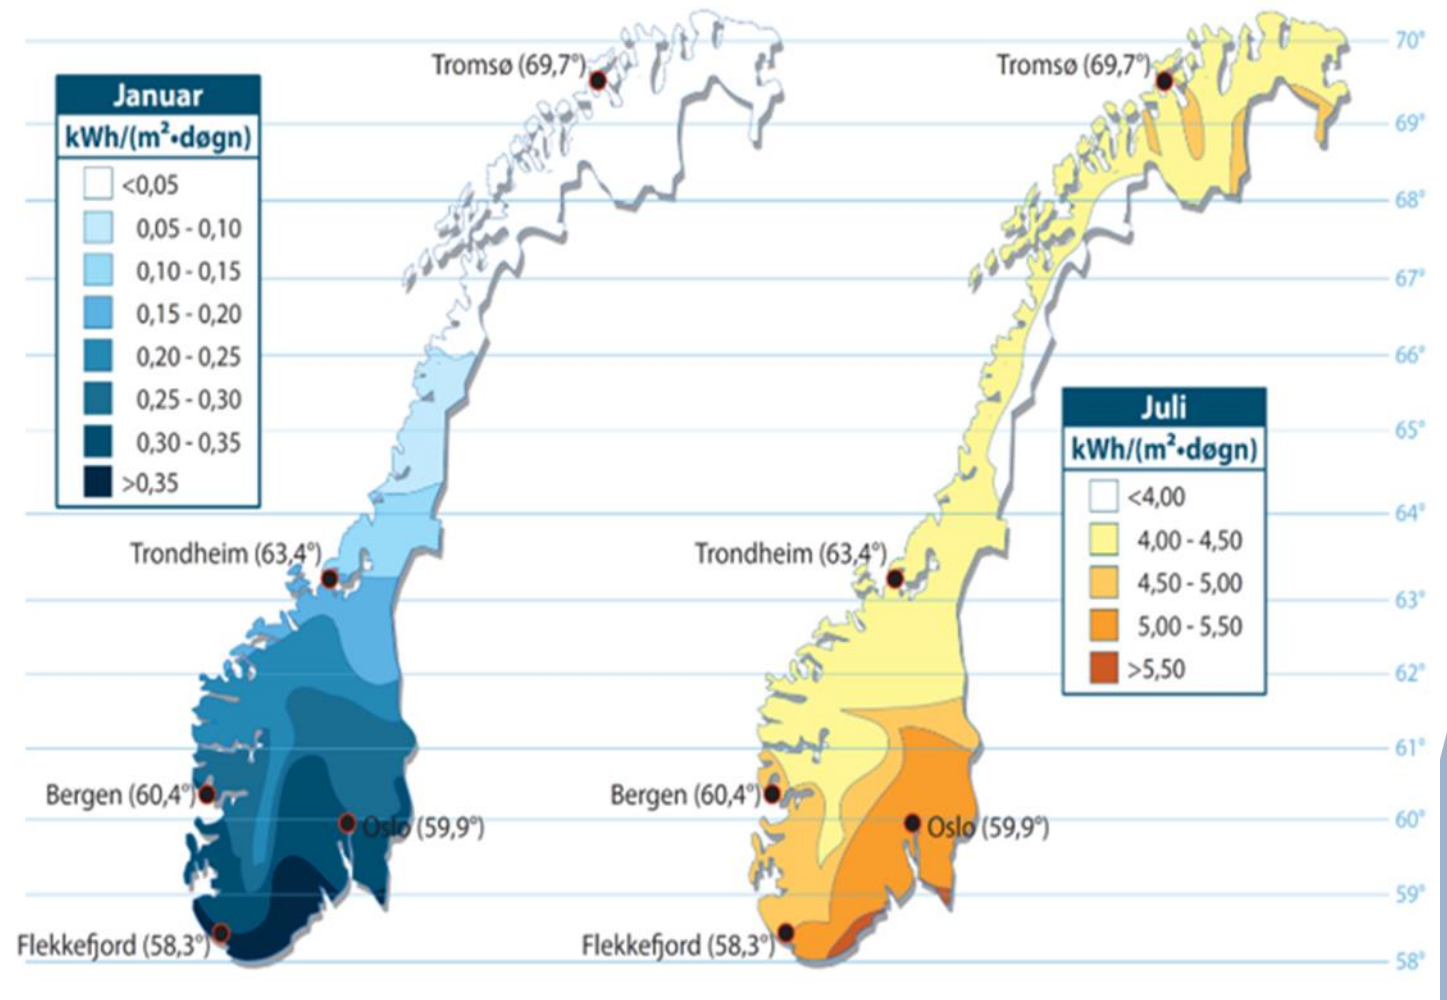 Januar
kWh/(m²•døgn)
<0,05
0,05 - 0,10
0,10 - 0,15
0,15 - 0,20
0,20 - 0,25
0,25 - 0,30
0,30 - 0,35
>0,35
Tromsø (69,7°)
Trondheim (63,4°)
Bergen (60,4°)
Oslo (59,9°)
Flekkefjord (58,3°)
Tromsø (69,7°)
Trondheim (63,4°)
Bergen (60,4°)
Oslo (59,9°)
Flekkefjord (58,3°)
Juli
kWh/(m²•døgn)
<4,00
4,00 - 4,50
4,50 - 5,00
5,00 - 5,50
>5,50
70°
69°
68°
67°
66°
65°
64°
63°
62°
61°
60°
59°
58°